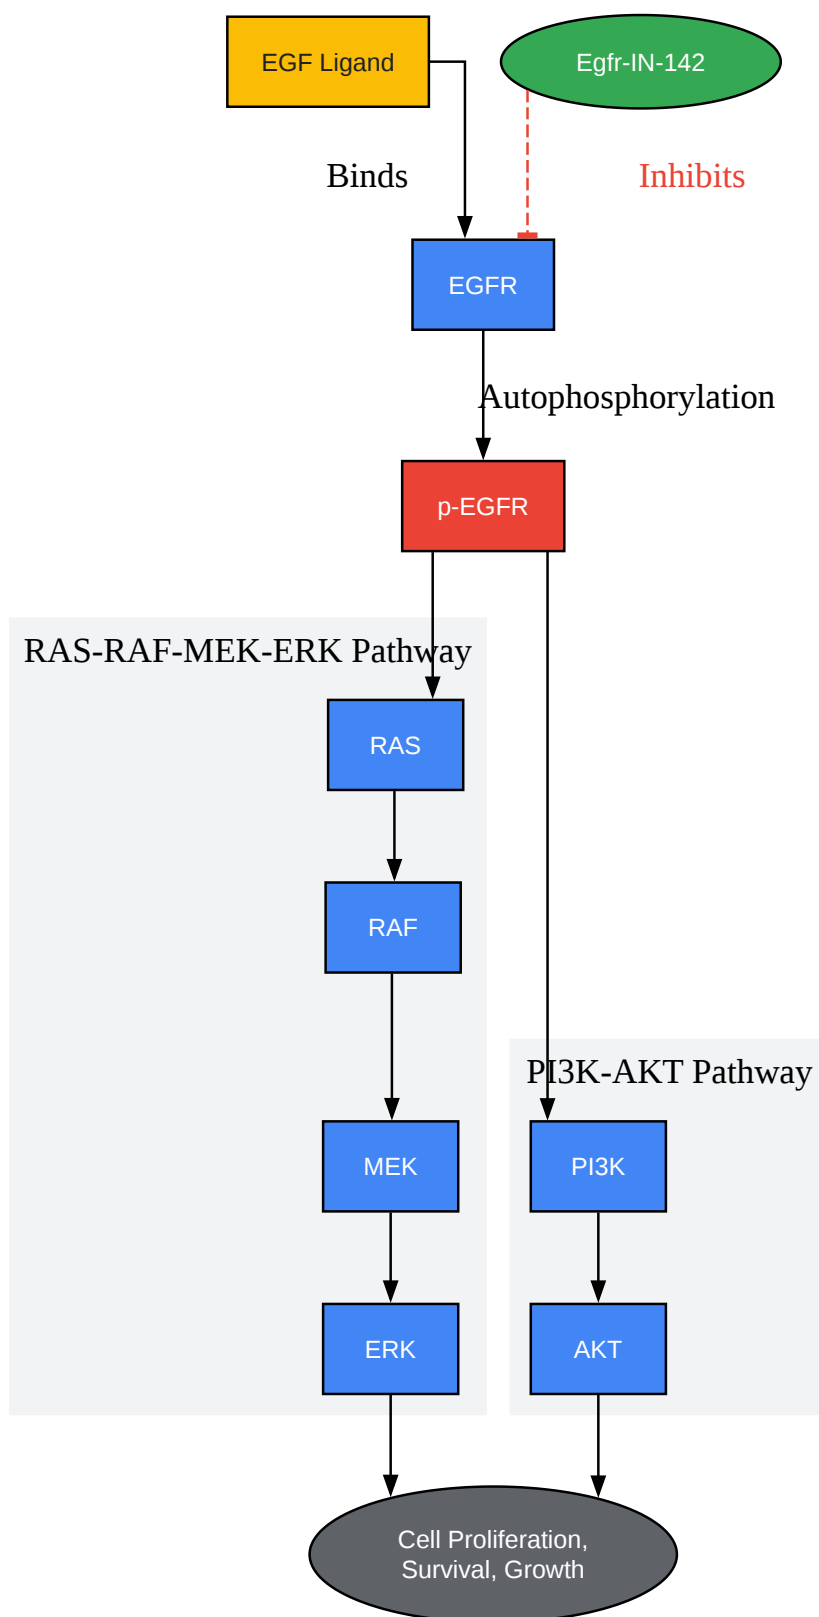 EGF Ligand
Egfr-IN-142
Binds
Inhibits
EGFR
Autophosphorylation
p-EGFR
RAS-RAF-MEK-ERK Pathway
RAS
RAF
PI3K-AKT Pathway
MEK
PI3K
ERK
AKT
Cell Proliferation,
Survival, Growth